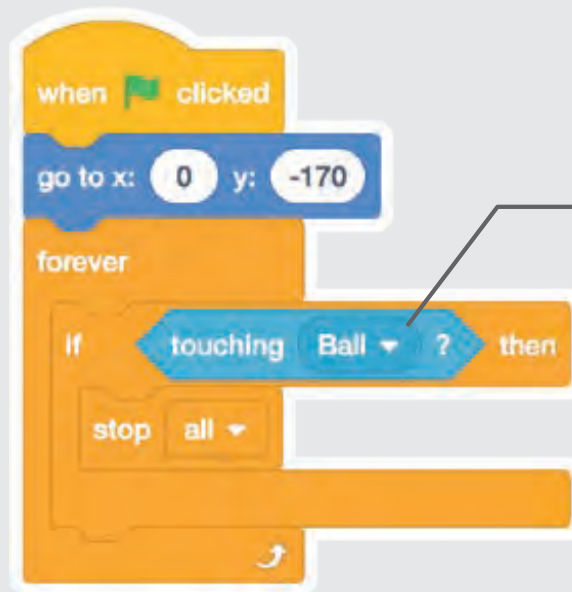 when clicked
go to x: 0 y: -170
forever
if touching Ball ? then
stop all